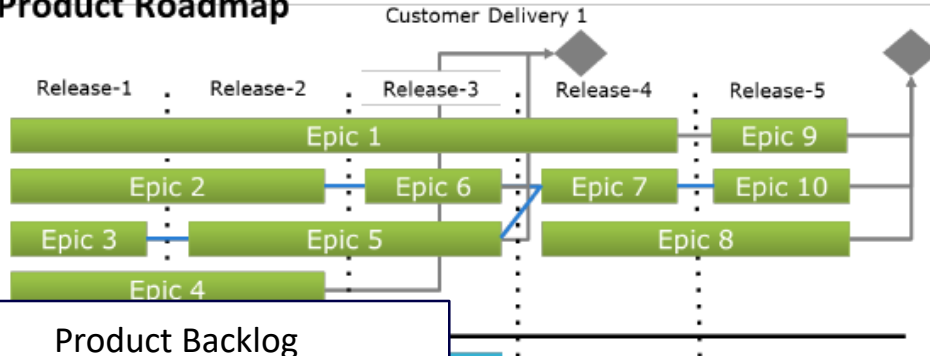 Product Roadmap
Customer Delivery 1
Release-1 Release-2 Release-3 Release-4 Release-5
Epic 1 Epic 9
Epic 2 Epic 6 Epic 7 Epic 10
Epic 3 Epic 5 Epic 8
Epic 4
Product Backlog